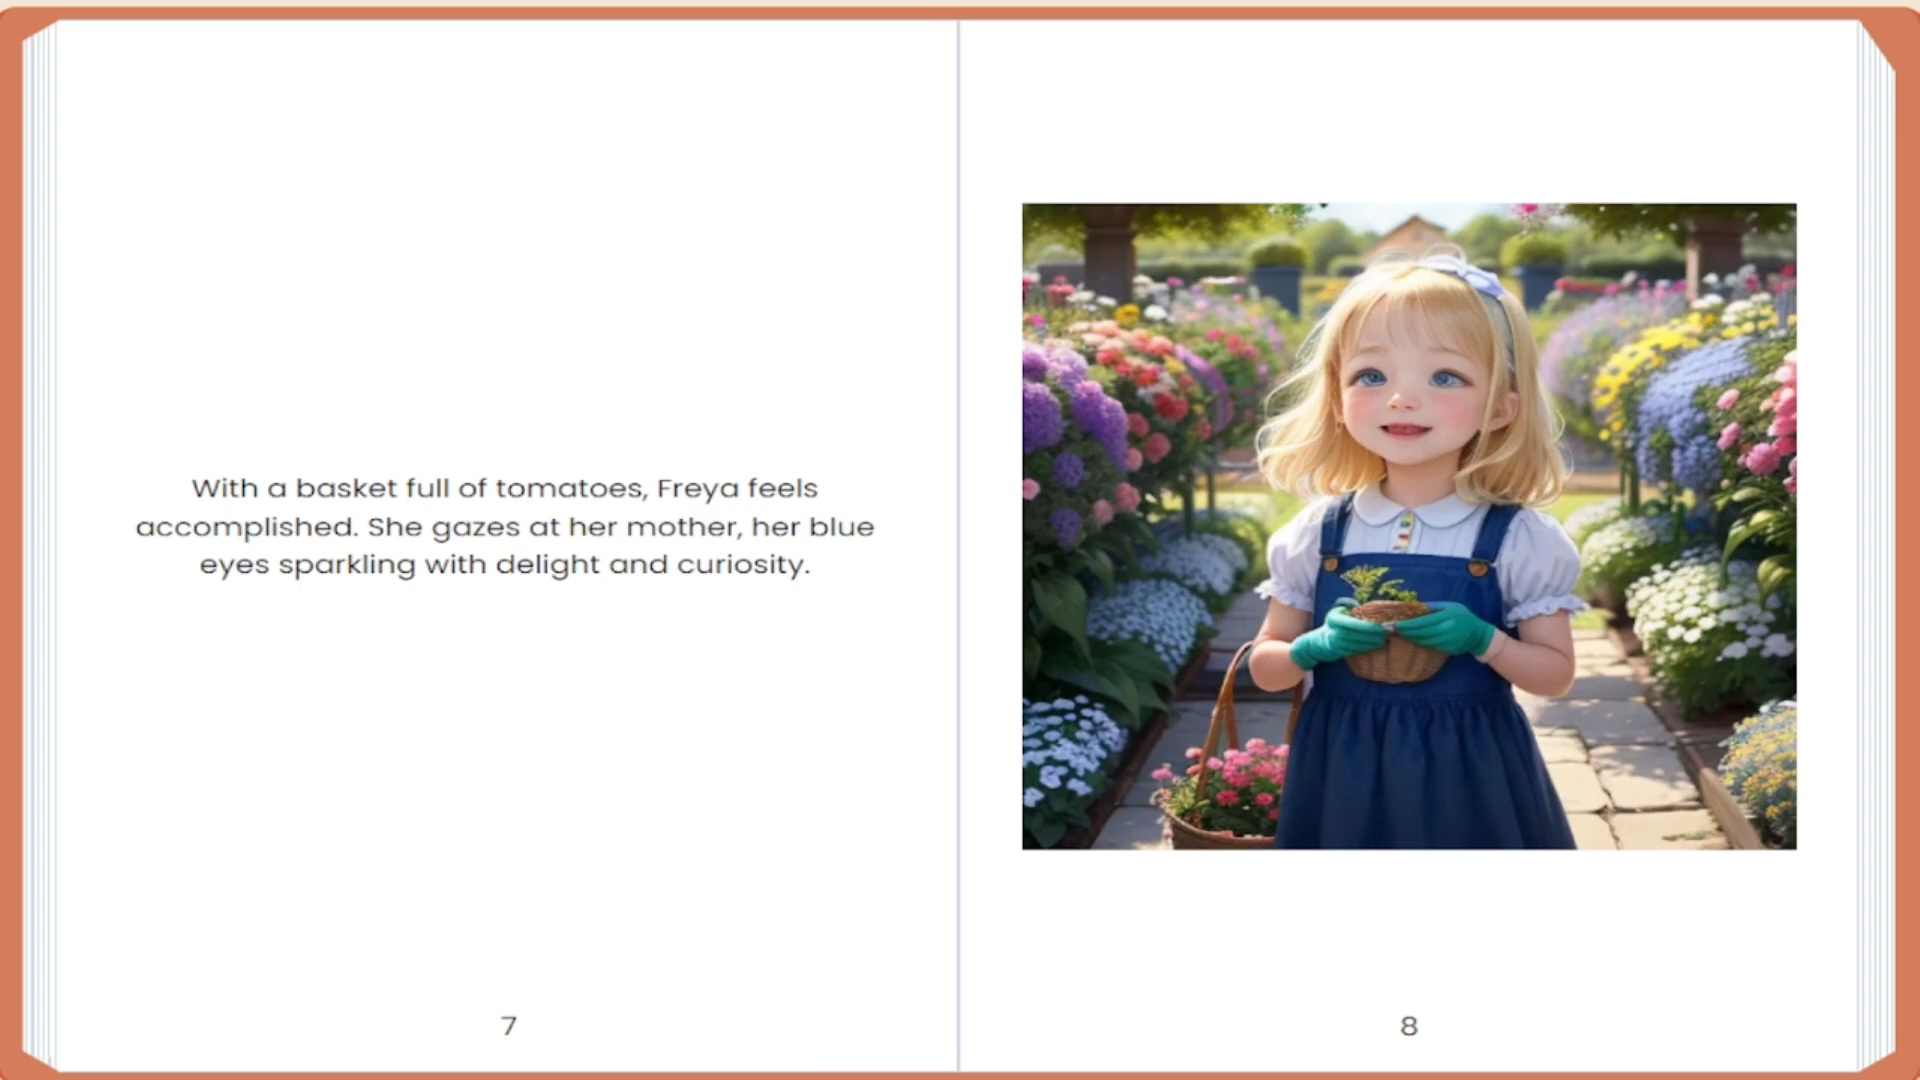 With a basket full of tomatoes, Freya feels
accomplished. She gazes at her mother, her blue
eyes sparkling with delight and curiosity.
7
8